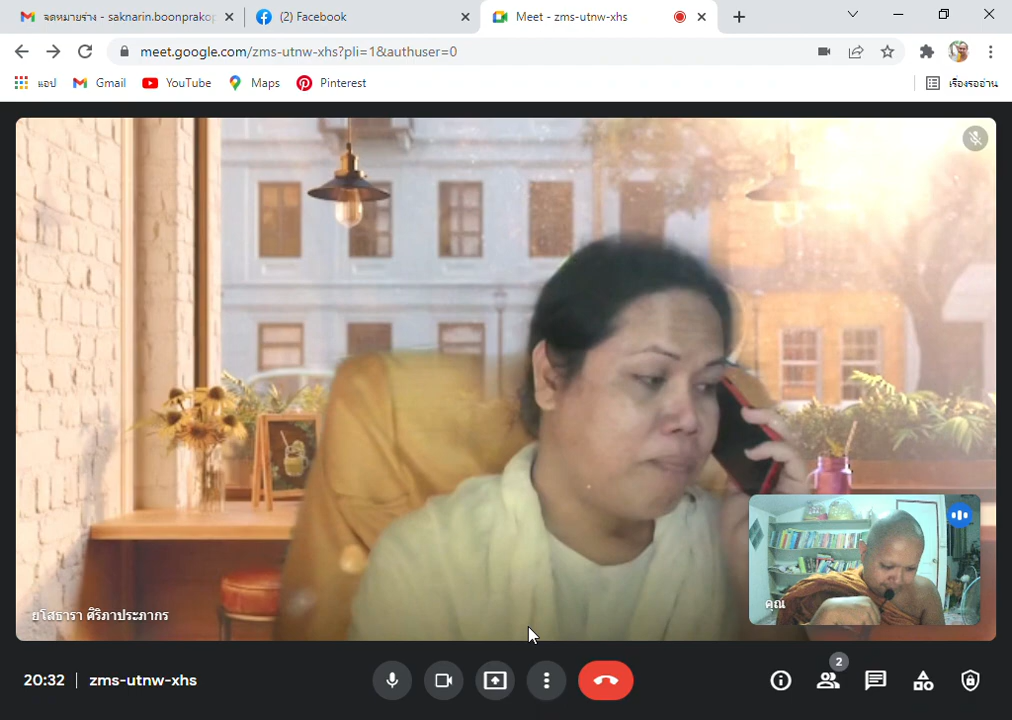 จดหมายร่าง - saknarin.boonprakop
(2) Facebook
Meet - zms-utnw-xhs
meet.google.com/zms-utnw-xhs?pli=1&authuser=0
แอป
Gmail
YouTube
Maps
Pinterest
เรื่องรออ่าน
ยโสธารา ศิริภาประภากร
คุณ
20:32
zms-utnw-xhs
2